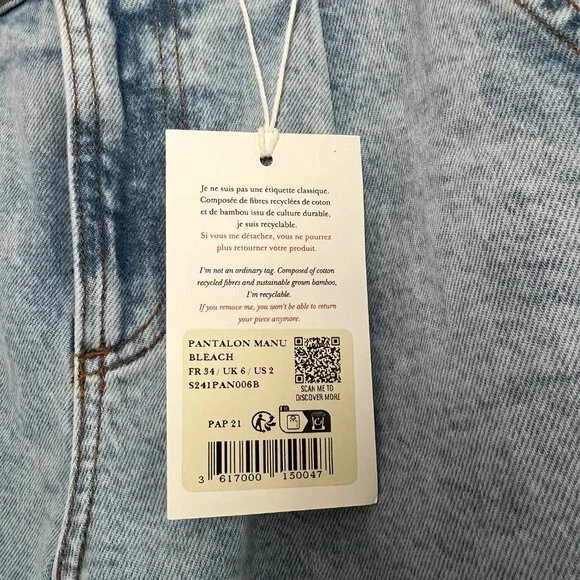 Je ne suis pas une étiquette classique.
Composée de fibres recyclées de coton
et de bambou issu de culture durable,
je suis recyclable.
Si vous me détachez, vous ne pourrez
plus retourner votre produit.
I'm not an ordinary tag. Composed of cotton
recycled fibres and sustainable grown bamboo,
I'm recyclable.
If you remove me, you won't be able to return
your piece anymore.
PANTALON MANU
BLEACH
FR 34 / UK 6 / US 2
S241PAN006B
SCAN ME TO
DISCOVER MORE
PAP 21
3 617000 150047